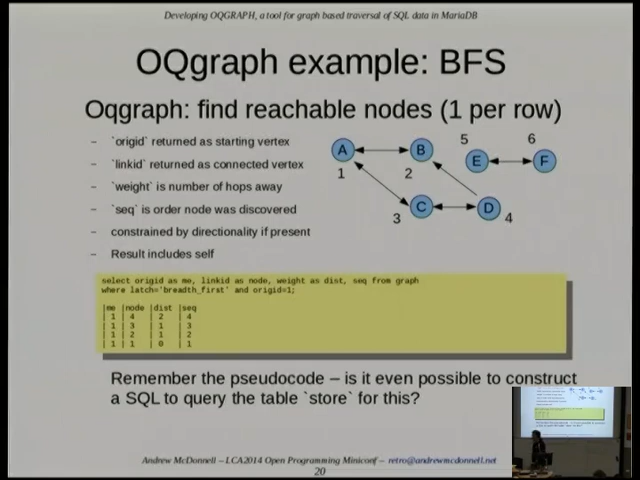 Developing OQGRAPH, a tool for graph based traversal of SQL data in MariaDB
OQgraph example: BFS
Oqgraph: find reachable nodes (1 per row)
– `origid` returned as starting vertex
– `linkid` returned as connected vertex
– `weight` is number of hops away
– `seq` is order node was discovered
– constrained by directionality if present
– Result includes self
A B E F
C D
1 2 3 4 5 6
select origid as me, linkid as node, weight as dist, seq from graph
where latch='breadth_first' and origid=1;
|me |node |dist |seq
| 1 | 4 | 2 | 4
| 1 | 3 | 1 | 3
| 1 | 2 | 1 | 2
| 1 | 1 | 0 | 1
Remember the pseudocode – is it even possible to construct
a SQL to query the table `store` for this?
Andrew McDonnell – LCA2014 Open Programming Miniconf – retro@andrewmcdonnell.net
20